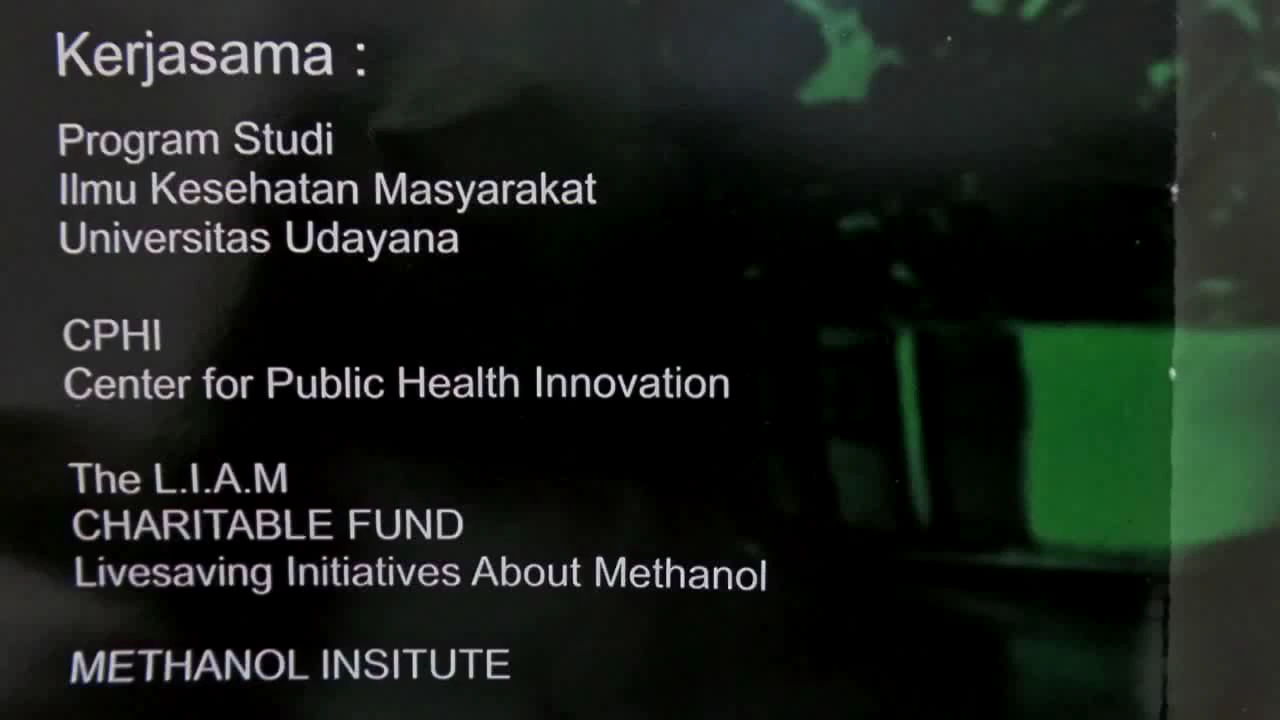 Kerjasama :
Program Studi
Ilmu Kesehatan Masyarakat
Universitas Udayana
CPHI
Center for Public Health Innovation
The L.I.A.M
CHARITABLE FUND
Livesaving Initiatives About Methanol
METHANOL INSITUTE